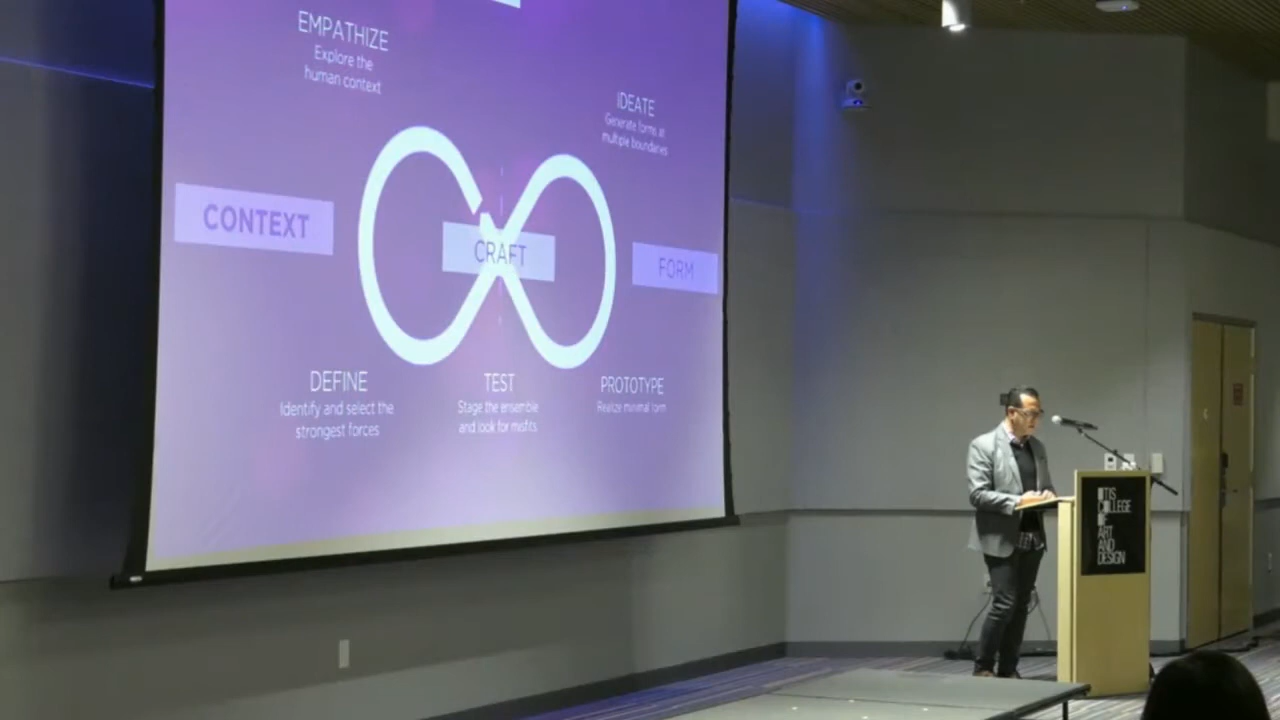 EMPATHIZE
Explore the
human context
IDEATE
Generate forms at
multiple boundaries
CONTEXT
CRAFT
FORM
DEFINE
Identify and select the
strongest forces
TEST
Stage the ensemble
and look for misfits
PROTOTYPE
Realize minimal form
OTIS
COLLEGE
OF
ART
AND
DESIGN